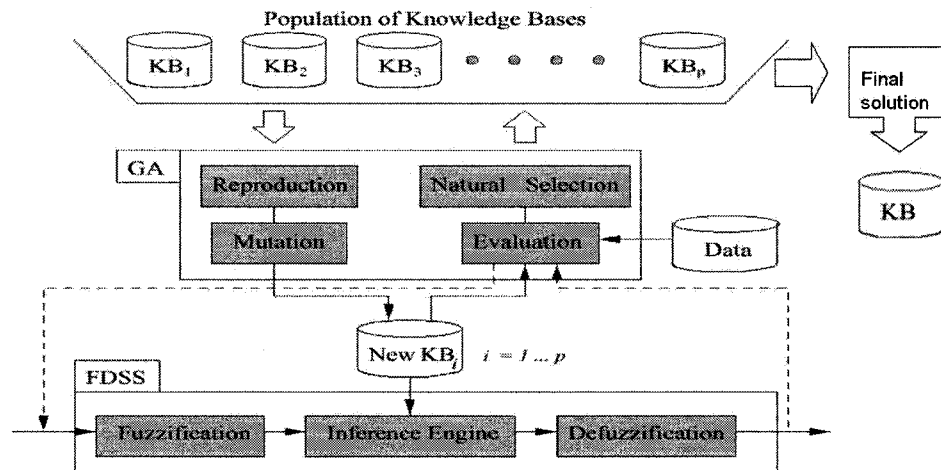 Population of Knowledge Bases
KB1 KB2 KB3 KBp
Final
solution
GA
Reproduction Natural Selection
KB
Mutation Evaluation Data
New KBi i = 1 ... p
FDSS
Fuzzification Inference Engine Defuzzification